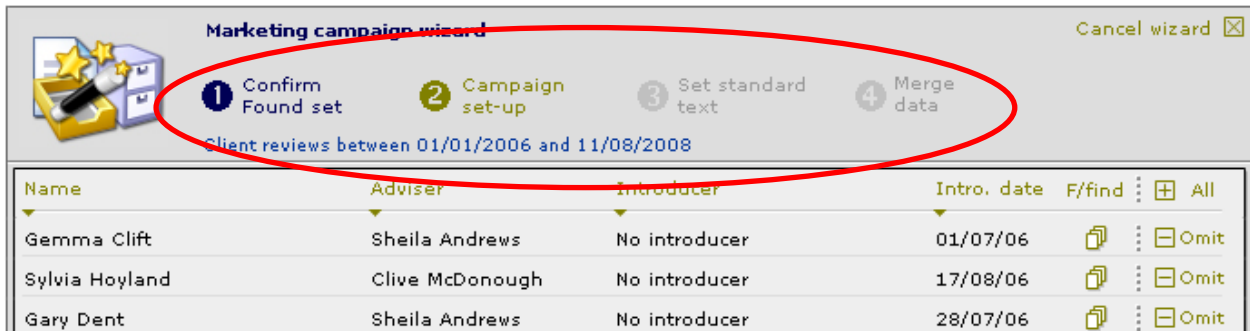 Marketing campaign wizard
Cancel wizard
1 Confirm Found set
2 Campaign set-up
3 Set standard text
4 Merge data
Client reviews between 01/01/2006 and 11/08/2008
Name Adviser Introducer Intro. date F/find All
Gemma Clift Sheila Andrews No introducer 01/07/06 Omit
Sylvia Hoyland Clive McDonough No introducer 17/08/06 Omit
Gary Dent Sheila Andrews No introducer 28/07/06 Omit